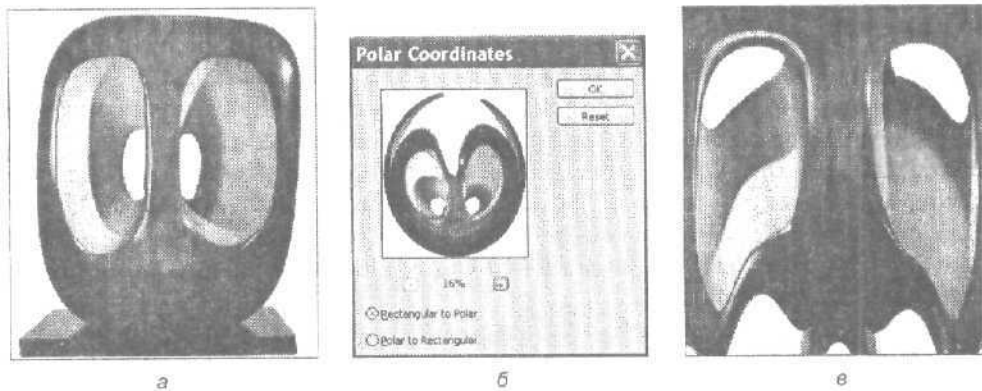 Polar Coordinates
OK
Reset
16%
Rectangular to Polar
Polar to Rectangular
а
б
в